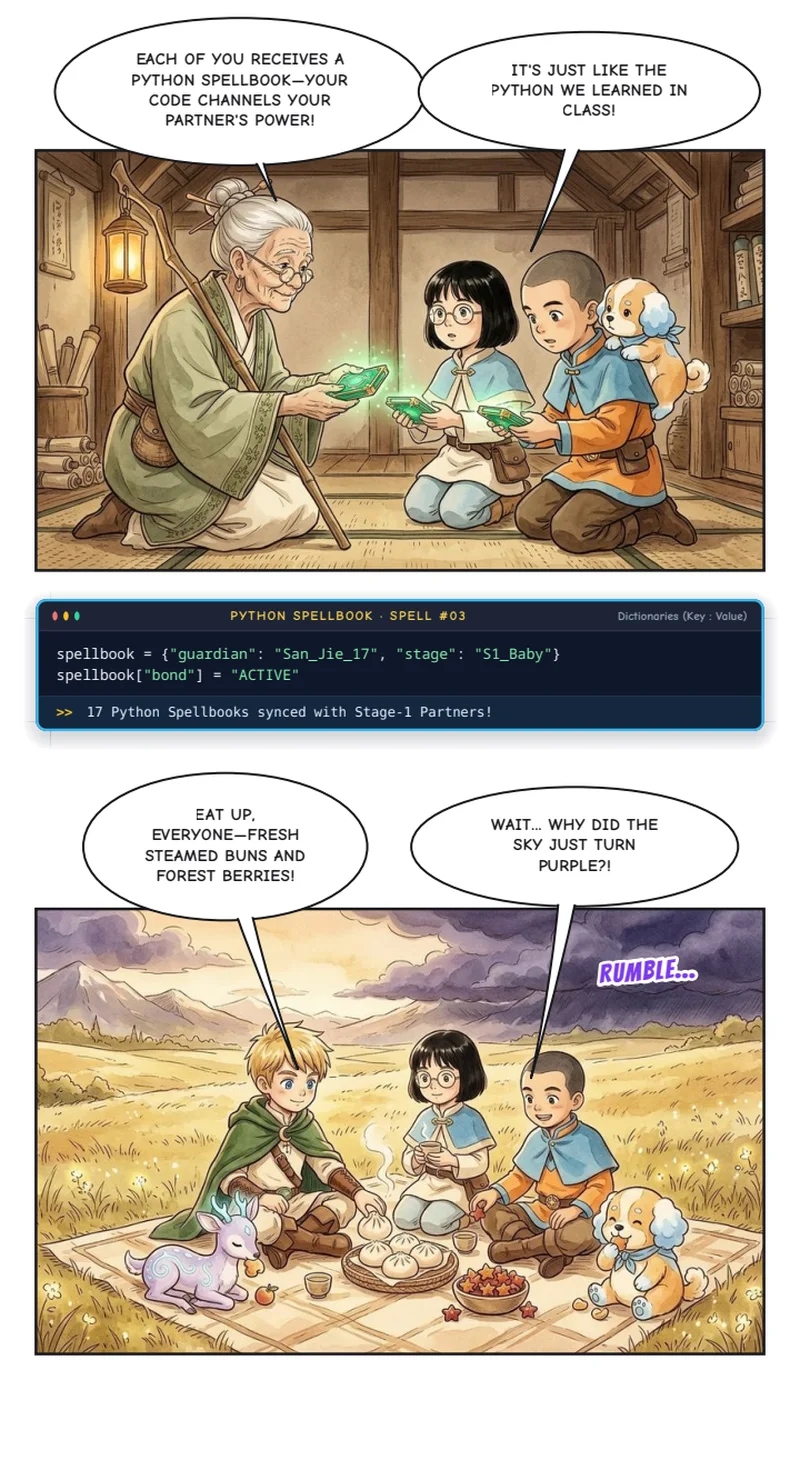 EACH OF YOU RECEIVES A
PYTHON SPELLBOOK—YOUR
CODE CHANNELS YOUR
PARTNER'S POWER!
IT'S JUST LIKE THE
PYTHON WE LEARNED IN
CLASS!
PYTHON SPELLBOOK · SPELL #03
Dictionaries (Key : Value)
spellbook = {"guardian": "San_Jie_17", "stage": "S1_Baby"}
spellbook["bond"] = "ACTIVE"
>> 17 Python Spellbooks synced with Stage-1 Partners!
EAT UP,
EVERYONE—FRESH
STEAMED BUNS AND
FOREST BERRIES!
WAIT... WHY DID THE
SKY JUST TURN
PURPLE?!
RUMBLE...